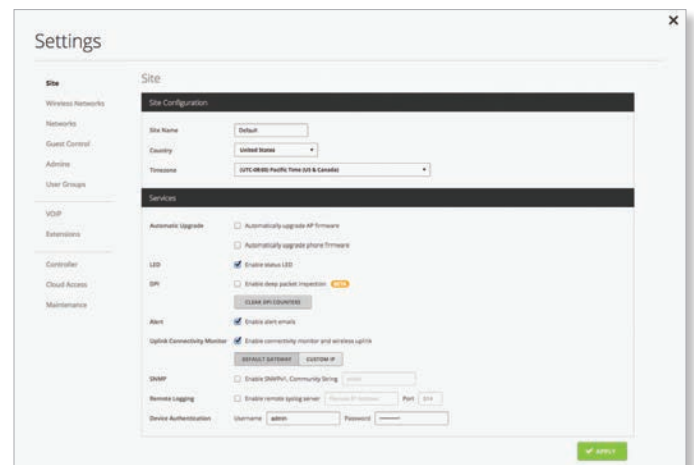 Settings
Site
Wireless Networks
Networks
Guest Control
Admins
User Groups
VOIP
Extensions
Controller
Cloud Access
Maintenance
Site
Site Configuration
Site Name Default
Country United States
Timezone (UTC-08:00) Pacific Time (US & Canada)
Services
Automatic Upgrade Automatically upgrade AP firmware
Automatically upgrade phone firmware
LED Enable status LED
DPI Enable deep packet inspection BETA
CLEAR DPI COUNTERS
Alert Enable alert emails
Uplink Connectivity Monitor Enable connectivity monitor and wireless uplink
DEFAULT GATEWAY CUSTOM IP
SNMP Enable SNMPv1, Community String
Remote Logging Enable remote syslog server Port 514
Device Authentication Username admin Password
APPLY